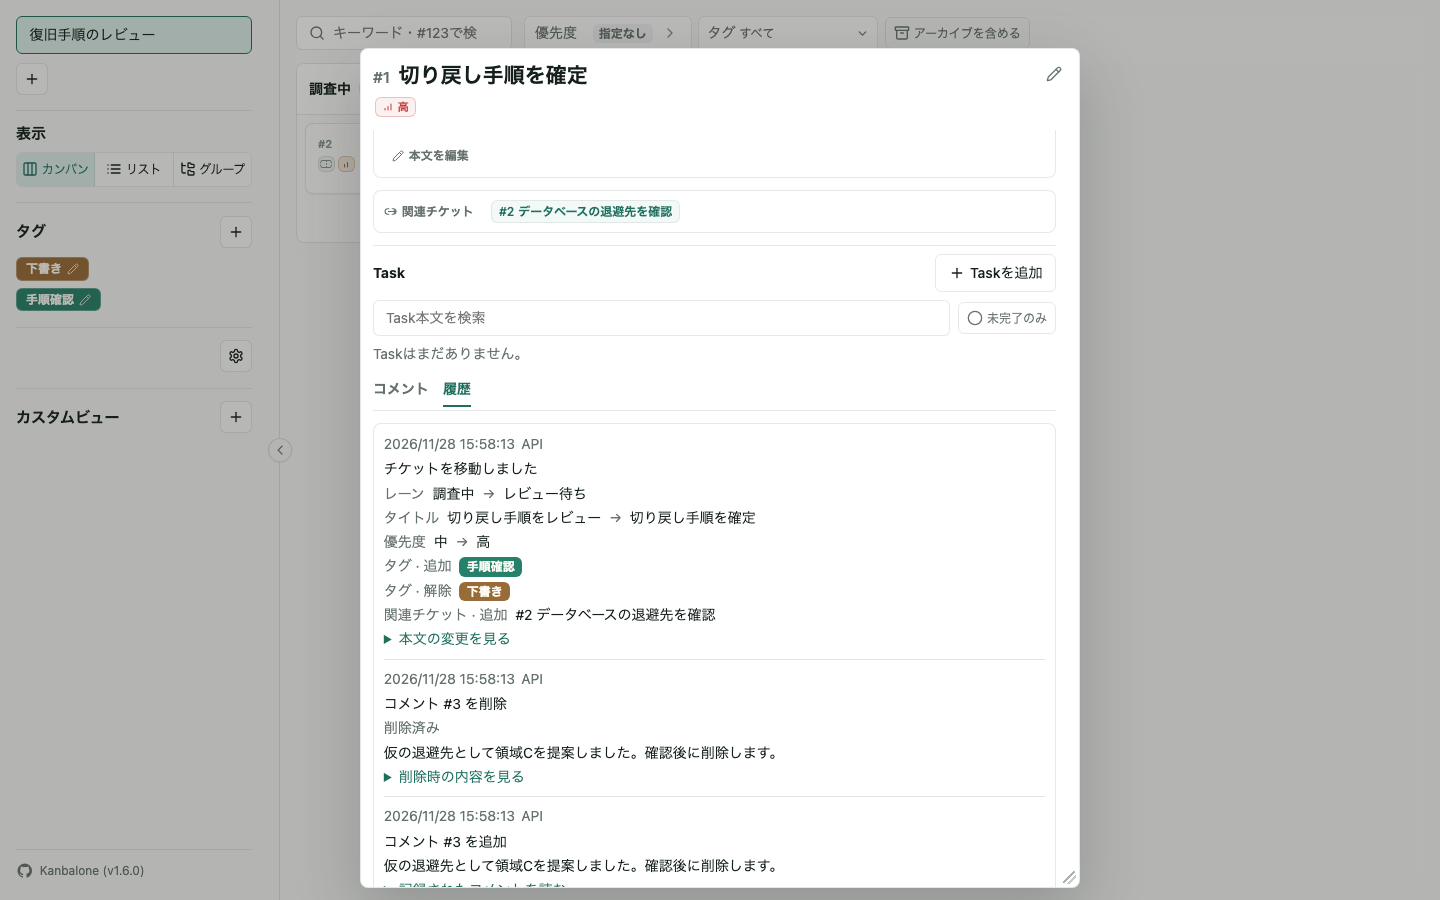 復旧手順のレビュー
表示
カンバン
リスト
グループ
タグ
下書き
手順確認
カスタムビュー
Kanbalone (v1.6.0)
キーワード・#123で検
優先度 指定なし
タグ すべて
アーカイブを含める
調査中
#2
#1 切り戻し手順を確定
高
本文を編集
関連チケット #2 データベースの退避先を確認
Task
Taskを追加
Task本文を検索
未完了のみ
Taskはまだありません。
コメント 履歴
2026/11/28 15:58:13 API
チケットを移動しました
レーン 調査中 → レビュー待ち
タイトル 切り戻し手順をレビュー → 切り戻し手順を確定
優先度 中 → 高
タグ · 追加 手順確認
タグ · 解除 下書き
関連チケット · 追加 #2 データベースの退避先を確認
本文の変更を見る
2026/11/28 15:58:13 API
コメント #3 を削除
削除済み
仮の退避先として領域Cを提案しました。確認後に削除します。
削除時の内容を見る
2026/11/28 15:58:13 API
コメント #3 を追加
仮の退避先として領域Cを提案しました。確認後に削除します。